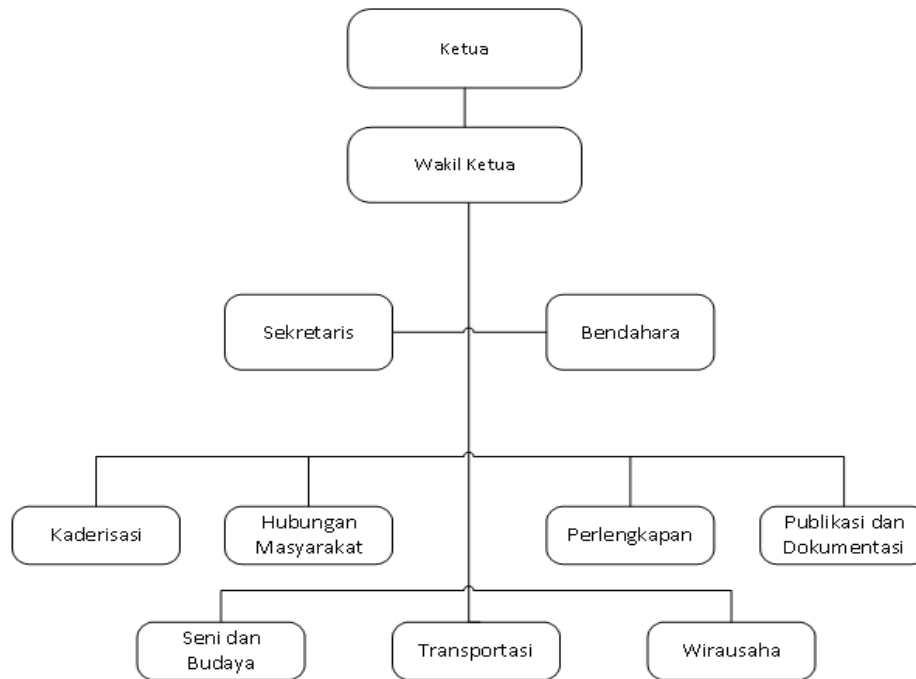 Ketua
Wakil Ketua
Sekretaris
Bendahara
Kaderisasi
Hubungan
Masyarakat
Perlengkapan
Publikasi dan
Dokumentasi
Seni dan
Budaya
Transportasi
Wirausaha